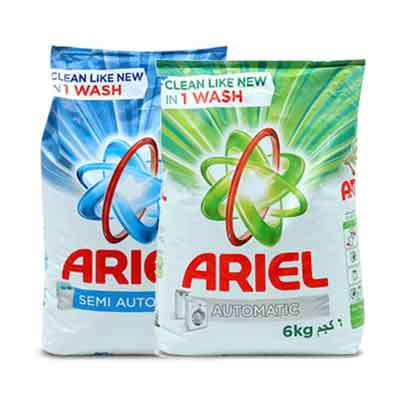 CLEAN LIKE NEW
IN 1 WASH
ARIEL
SEMI AUTO
CLEAN LIKE NEW
IN 1 WASH
ARIEL
AUTOMATIC
6kg ٦ كجم